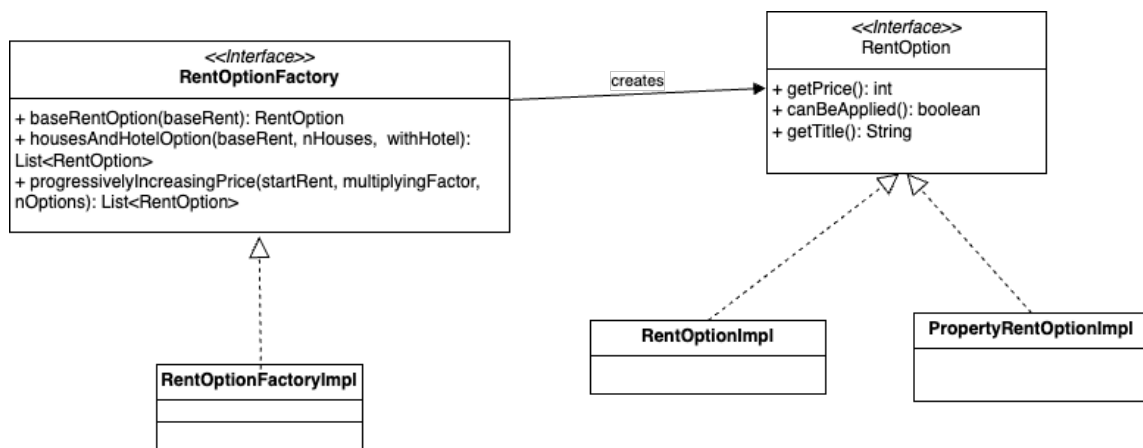 <<Interface>>
RentOptionFactory
+ baseRentOption(baseRent): RentOption
+ housesAndHotelOption(baseRent, nHouses, withHotel):
List<RentOption>
+ progressivelyIncreasingPrice(startRent, multiplyingFactor,
nOptions): List<RentOption>
creates
<<Interface>>
RentOption
+ getPrice(): int
+ canBeApplied(): boolean
+ getTitle(): String
RentOptionFactoryImpl
RentOptionImpl
PropertyRentOptionImpl